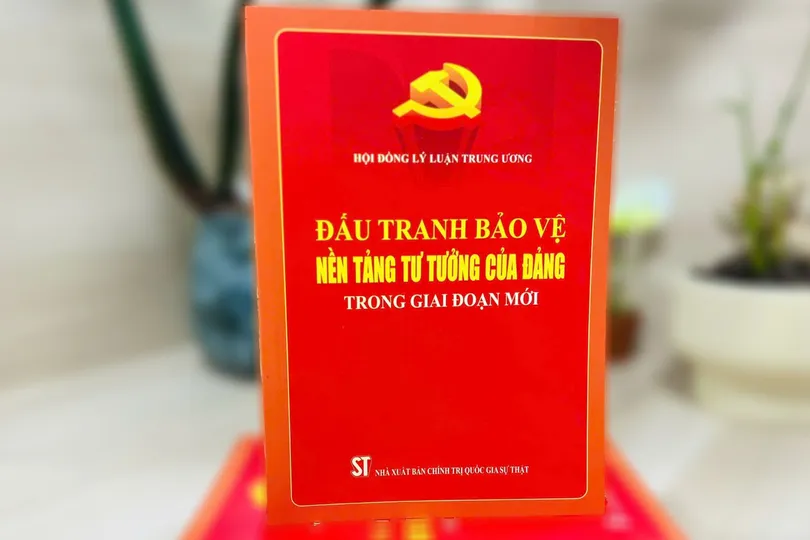 HỘI ĐỒNG LÝ LUẬN TRUNG ƯƠNG
ĐẤU TRANH BẢO VỆ
NỀN TẢNG TƯ TƯỞNG CỦA ĐẢNG
TRONG GIAI ĐOẠN MỚI
ST NHÀ XUẤT BẢN CHÍNH TRỊ QUỐC GIA SỰ THẬT